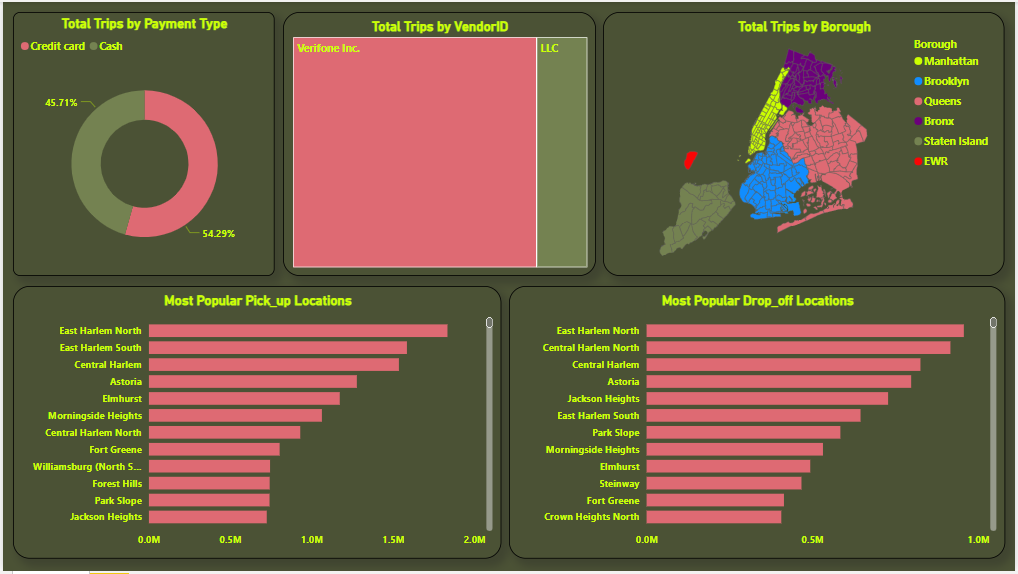 Total Trips by Payment Type
Credit card Cash
45.71%
54.29%
Total Trips by VendorID
Verifone Inc.
LLC
Total Trips by Borough
Borough
Manhattan
Brooklyn
Queens
Bronx
Staten Island
EWR
Most Popular Pick_up Locations
East Harlem North
East Harlem South
Central Harlem
Astoria
Elmhurst
Morningside Heights
Central Harlem North
Fort Greene
Williamsburg (North S...
Forest Hills
Park Slope
Jackson Heights
0.0M 0.5M 1.0M 1.5M 2.0M
Most Popular Drop_off Locations
East Harlem North
Central Harlem North
Central Harlem
Astoria
Jackson Heights
East Harlem South
Park Slope
Morningside Heights
Elmhurst
Steinway
Fort Greene
Crown Heights North
0.0M 0.5M 1.0M